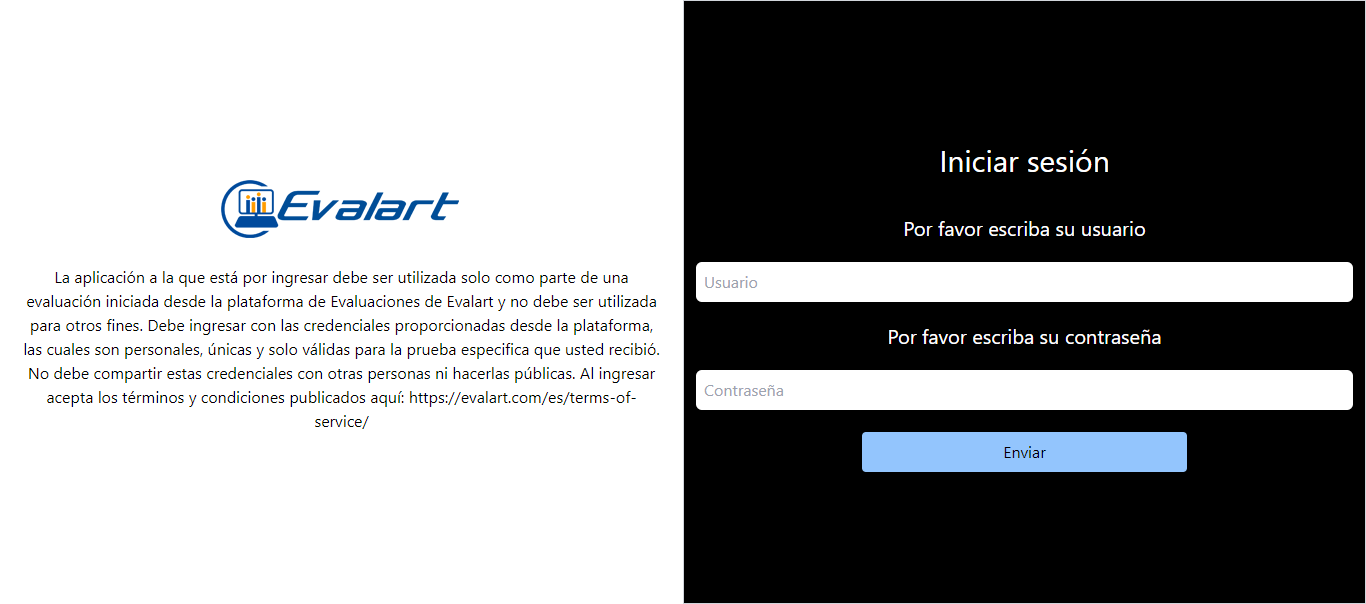 Evalart
La aplicación a la que está por ingresar debe ser utilizada solo como parte de una
evaluación iniciada desde la plataforma de Evaluaciones de Evalart y no debe ser utilizada
para otros fines. Debe ingresar con las credenciales proporcionadas desde la plataforma,
las cuales son personales, únicas y solo válidas para la prueba especifica que usted recibió.
No debe compartir estas credenciales con otras personas ni hacerlas públicas. Al ingresar
acepta los términos y condiciones publicados aquí: https://evalart.com/es/terms-of-
service/
Iniciar sesión
Por favor escriba su usuario
Usuario
Por favor escriba su contraseña
Contraseña
Enviar